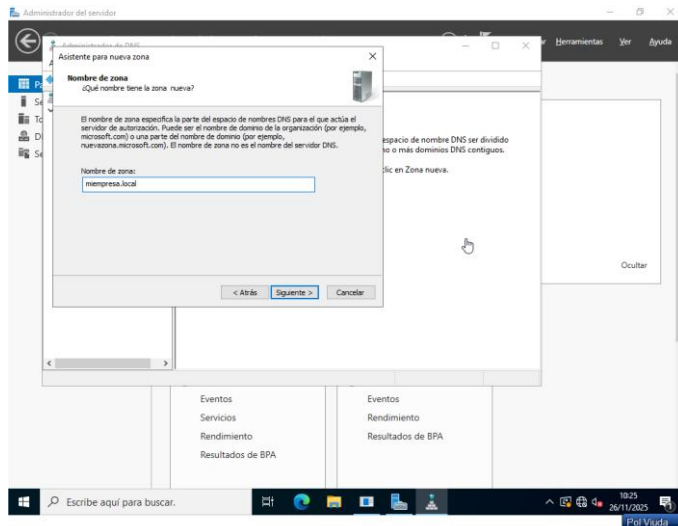 Administrador del servidor
Administrador de DNS
Herramientas
Ver
Ayuda
Asistente para nueva zona
Nombre de zona
¿Qué nombre tiene la zona nueva?
El nombre de zona especifica la parte del espacio de nombres DNS para el que actúa el
servidor de autorización. Puede ser el nombre de dominio de la organización (por ejemplo,
microsoft.com) o una parte del nombre de dominio (por ejemplo,
nuevazona.microsoft.com). El nombre de zona no es el nombre del servidor DNS.
Nombre de zona:
miempresa.local
< Atrás
Siguiente >
Cancelar
espacio de nombre DNS ser dividido
o más dominios DNS contiguos.
clic en Zona nueva.
Ocultar
Eventos
Servicios
Rendimiento
Resultados de BPA
Eventos
Rendimiento
Resultados de BPA
Escribe aquí para buscar.
10:25
26/11/2025
Pol Viuda